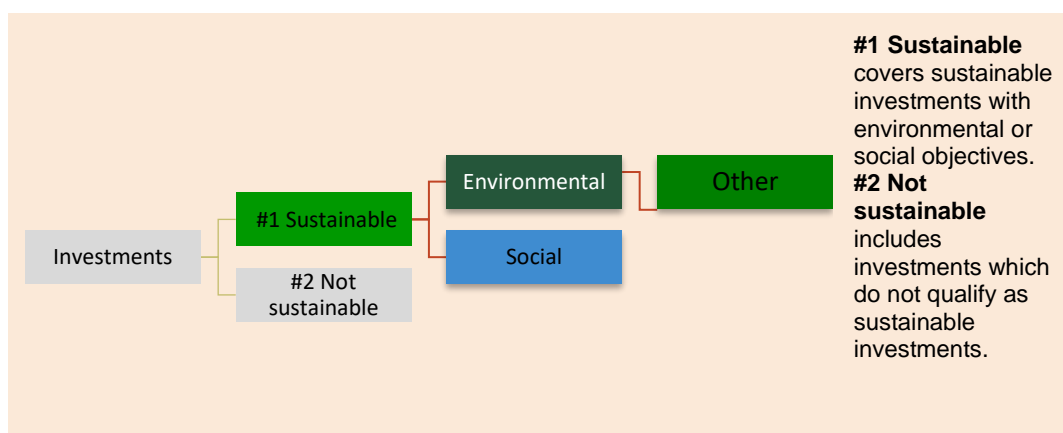 Investments
#1 Sustainable
#2 Not
sustainable
Environmental
Social
Other
#1 Sustainable
covers sustainable
investments with
environmental or
social objectives.
#2 Not
sustainable
includes
investments which
do not qualify as
sustainable
investments.